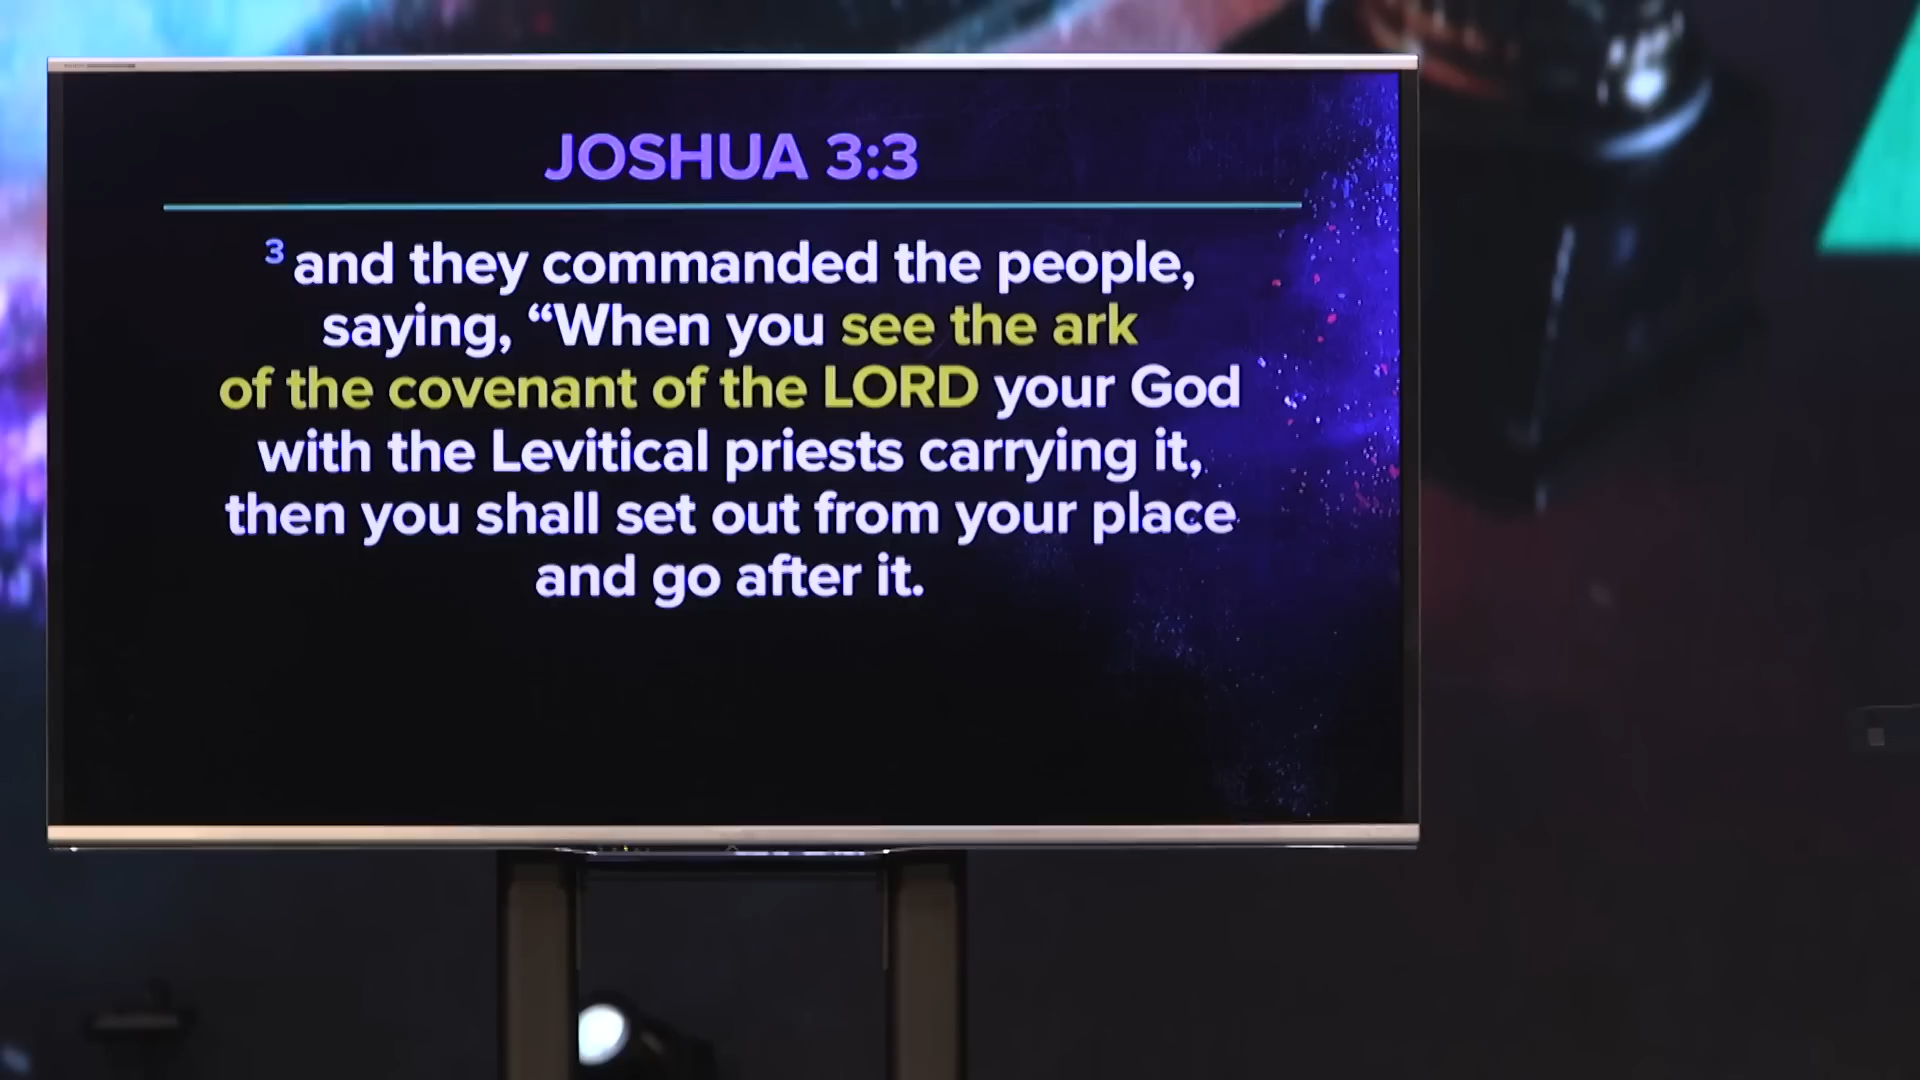 JOSHUA 3:3
3 and they commanded the people,
saying, “When you see the ark
of the covenant of the LORD your God
with the Levitical priests carrying it,
then you shall set out from your place
and go after it.